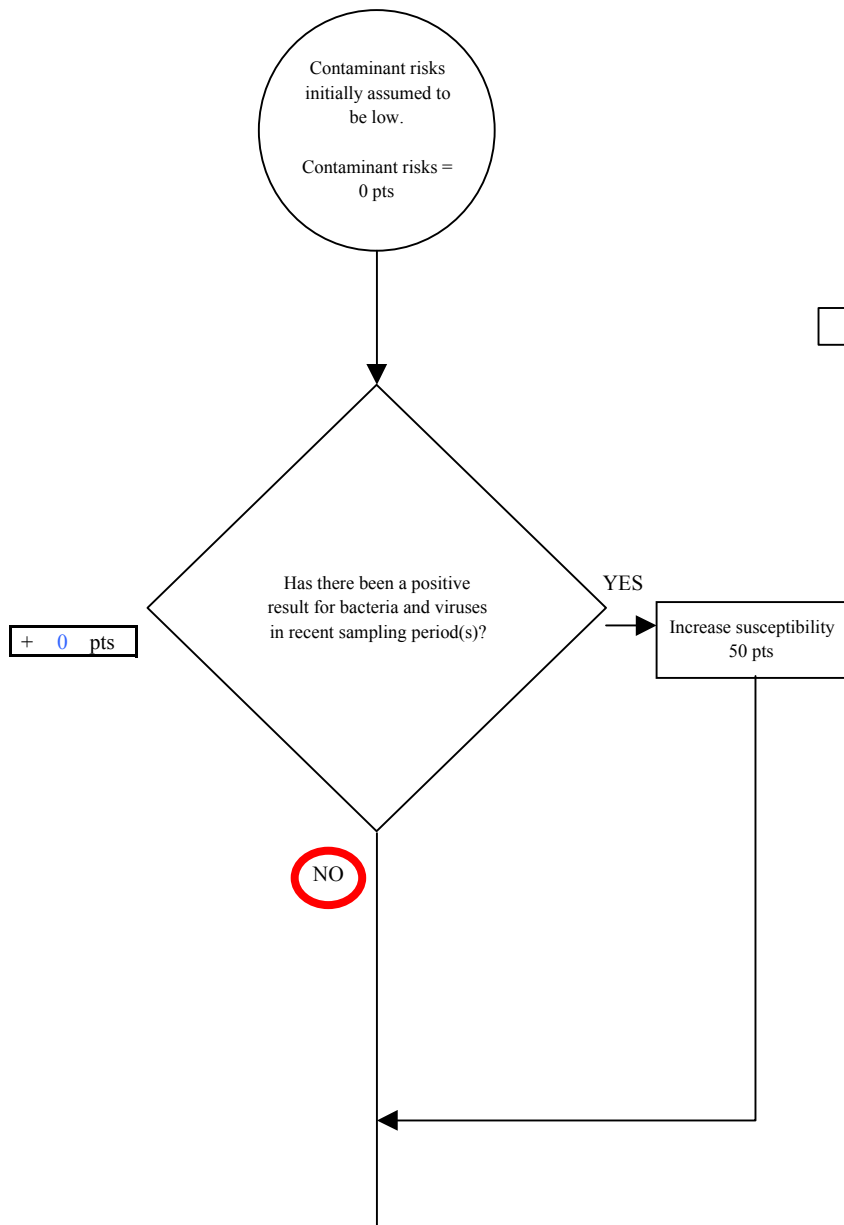 Contaminant risks
initially assumed to
be low.
Contaminant risks =
0 pts
Has there been a positive
result for bacteria and viruses
in recent sampling period(s)?
YES
+ 0 pts
Increase susceptibility
50 pts
NO